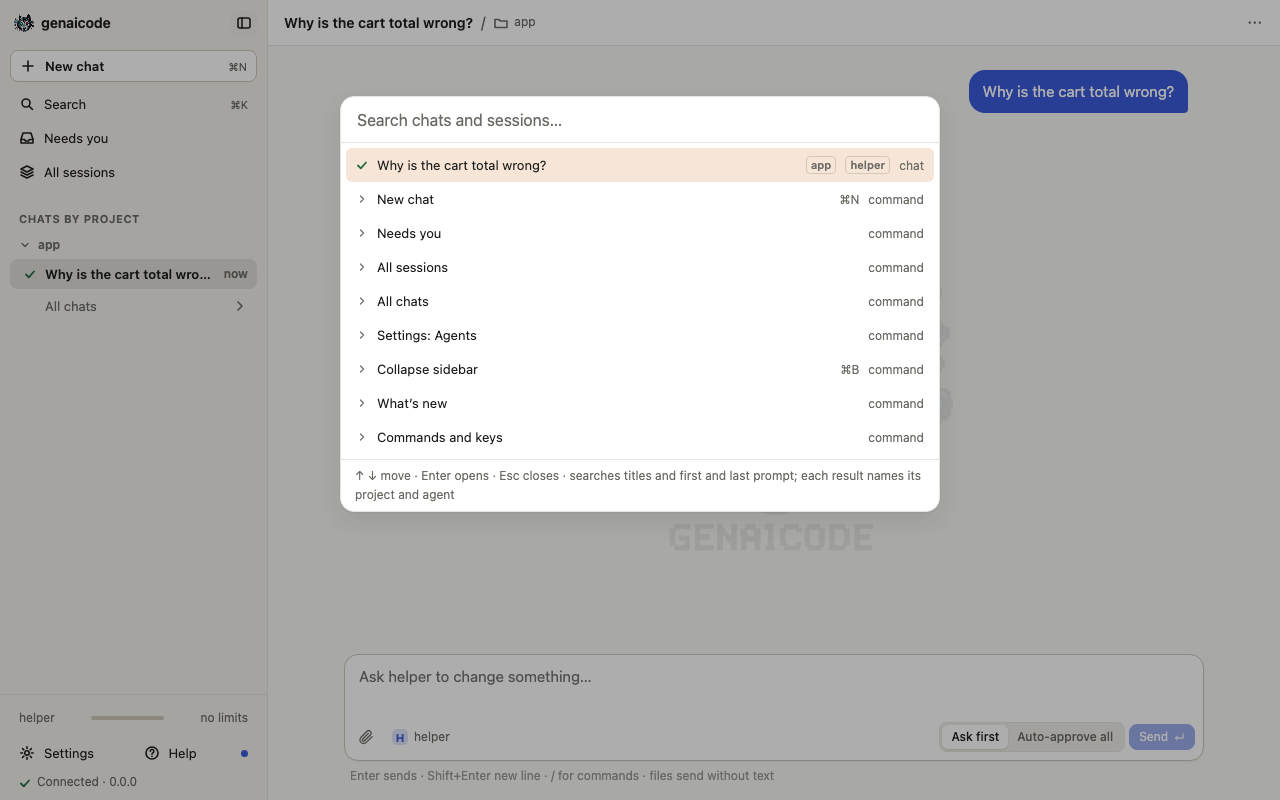 genaicode
New chat ⌘N
Search ⌘K
Needs you
All sessions
CHATS BY PROJECT
app
Why is the cart total wro... now
All chats
helper no limits
Settings Help
Connected · 0.0.0
Why is the cart total wrong? / app
Why is the cart total wrong?
Search chats and sessions...
Why is the cart total wrong? app helper chat
New chat ⌘N command
Needs you command
All sessions command
All chats command
Settings: Agents command
Collapse sidebar ⌘B command
What's new command
Commands and keys command
↑ ↓ move · Enter opens · Esc closes · searches titles and first and last prompt; each result names its
project and agent
GENAICODE
Ask helper to change something...
H helper Ask first Auto-approve all Send ↵
Enter sends · Shift+Enter new line · / for commands · files send without text